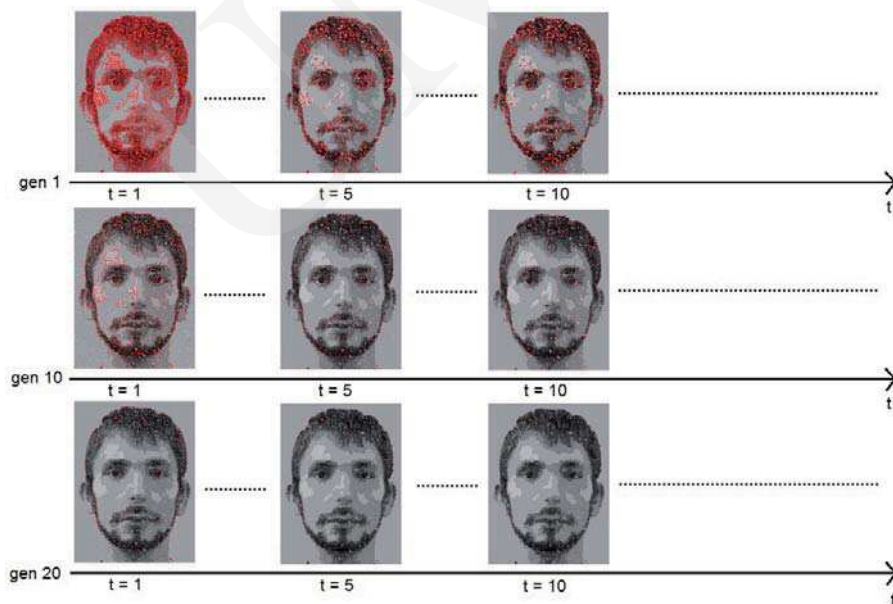 gen 1
t = 1 t = 5 t = 10
t
gen 10
t = 1 t = 5 t = 10
t
gen 20
t = 1 t = 5 t = 10
t